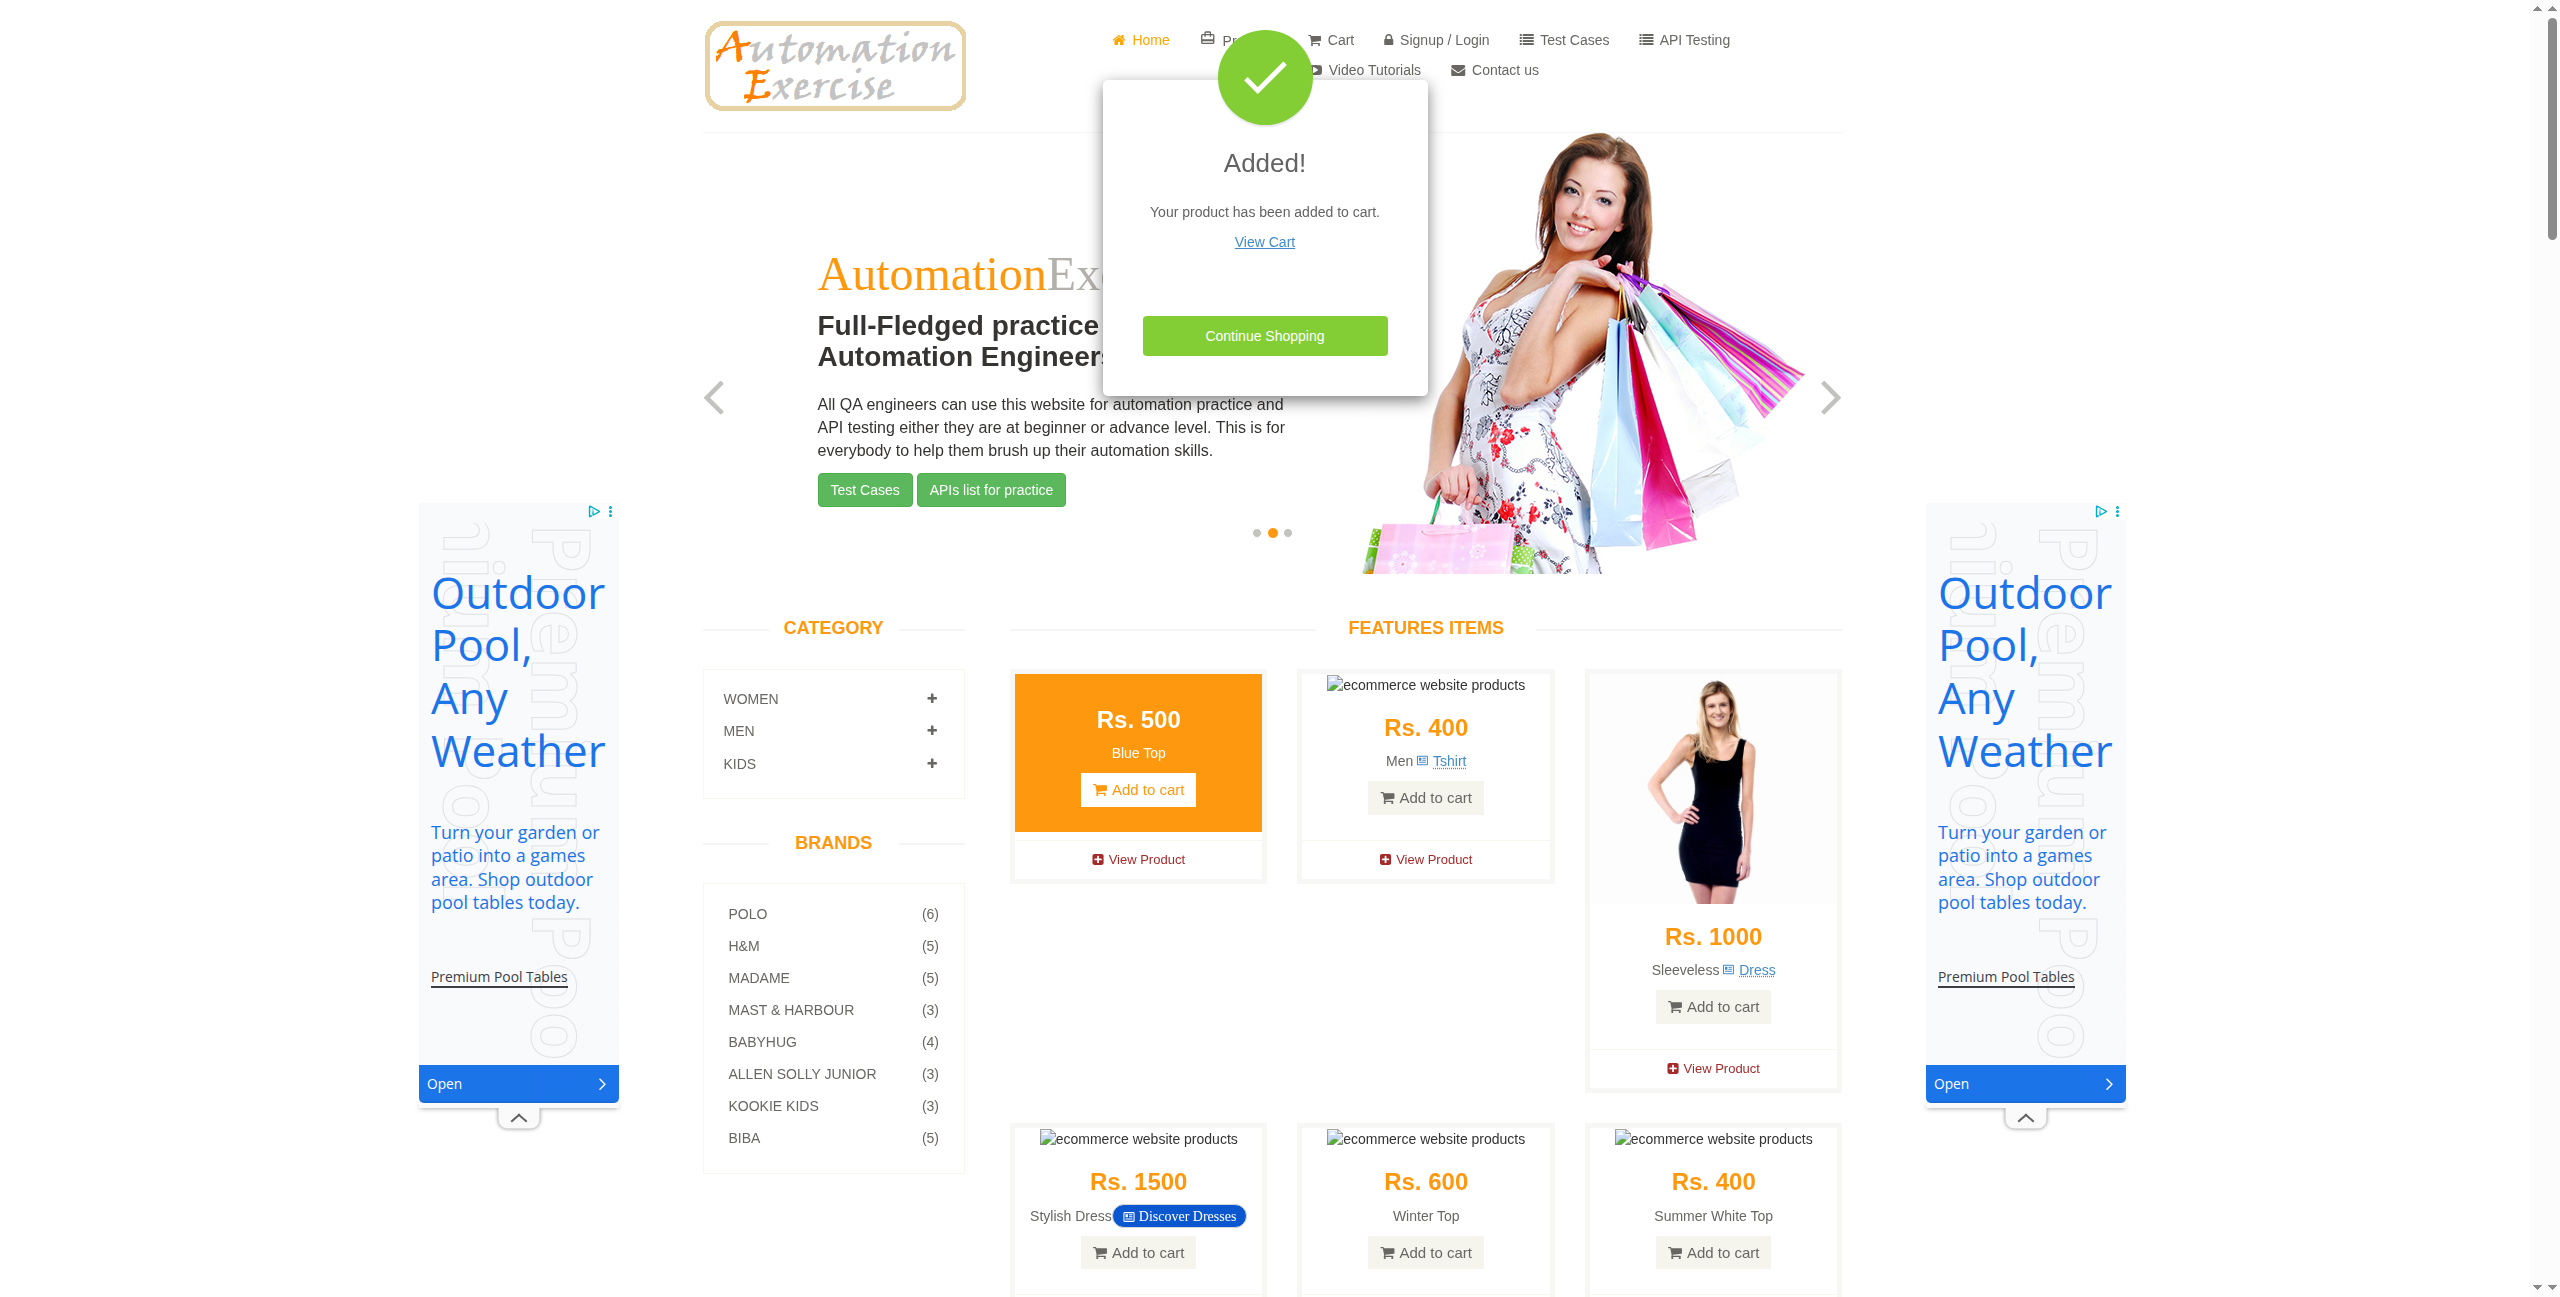 Automation
Exercise
Home
Cart
Signup / Login
Test Cases
API Testing
Video Tutorials
Contact us
Added!
Your product has been added to cart.
View Cart
Continue Shopping
Automation
Full-Fledged practice
Automation
All QA engineers can use this website for automation practice and
API testing either they are at beginner or advance level. This is for
everybody to help them brush up their automation skills.
Test Cases
APIs list for practice
Outdoor
Pool,
Any
Weather
Turn your garden or
patio into a games
area. Shop outdoor
pool tables today.
Premium Pool Tables
Open
CATEGORY
WOMEN
MEN
KIDS
BRANDS
POLO (6)
H&M (5)
MADAME (5)
MAST & HARBOUR (3)
BABYHUG (4)
ALLEN SOLLY JUNIOR (3)
KOOKIE KIDS (3)
BIBA (5)
FEATURES ITEMS
Rs. 500
Blue Top
Add to cart
View Product
ecommerce website products
Rs. 400
Men Tshirt
Add to cart
View Product
Rs. 1000
Sleeveless Dress
Add to cart
View Product
ecommerce website products
Rs. 1500
Stylish Dress Discover Dresses
Add to cart
ecommerce website products
Rs. 600
Winter Top
Add to cart
ecommerce website products
Rs. 400
Summer White Top
Add to cart
Outdoor
Pool,
Any
Weather
Turn your garden or
patio into a games
area. Shop outdoor
pool tables today.
Premium Pool Tables
Open